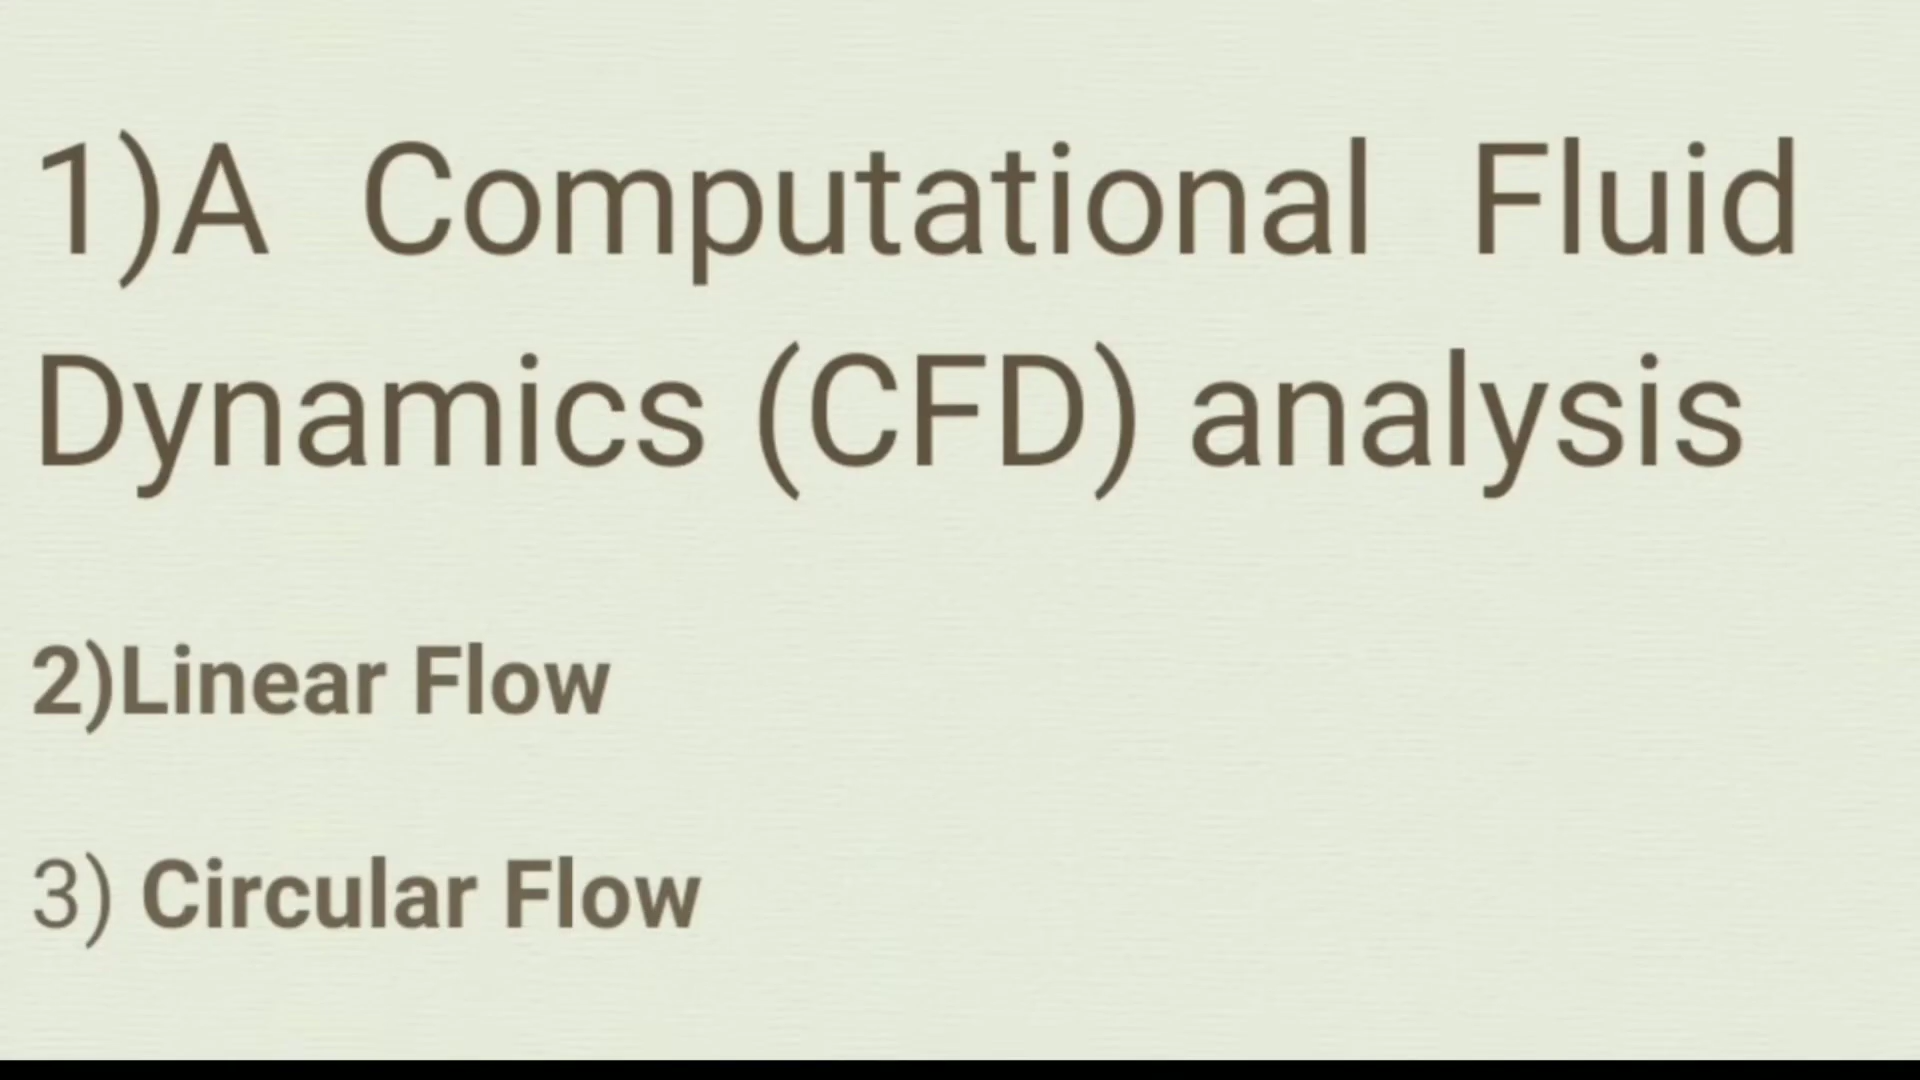 1)A Computational Fluid
Dynamics (CFD) analysis
2)Linear Flow
3) Circular Flow